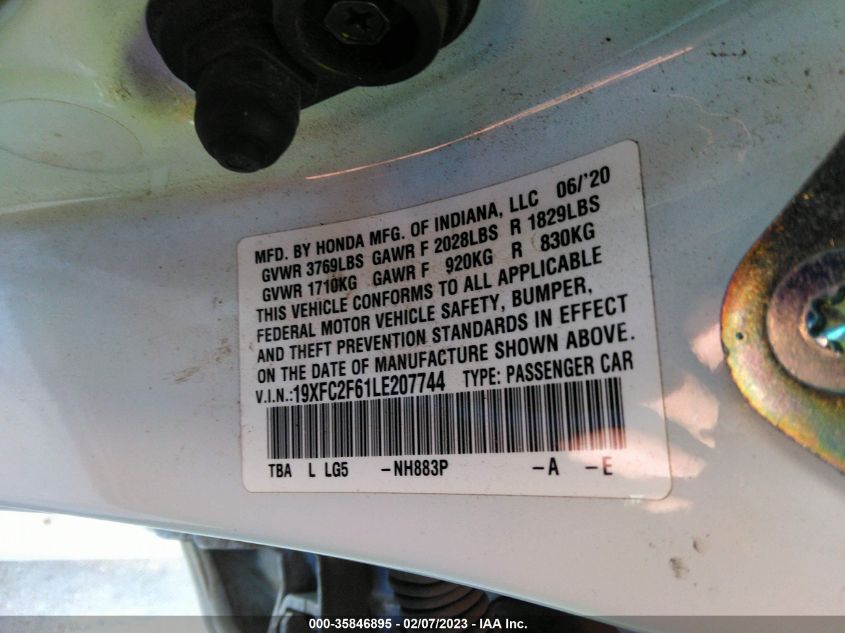 MFD. BY HONDA MFG. OF INDIANA, LLC 06/'20
GVWR 3769LBS GAWR F 2028LBS R 1829LBS
GVWR 1710KG GAWR F 920KG R 830KG
THIS VEHICLE CONFORMS TO ALL APPLICABLE
FEDERAL MOTOR VEHICLE SAFETY, BUMPER,
AND THEFT PREVENTION STANDARDS IN EFFECT
ON THE DATE OF MANUFACTURE SHOWN ABOVE.
V.I.N.:19XFC2F61LE207744 TYPE: PASSENGER CAR
TBA L LG5 -NH883P -A -E
000-35846895 - 02/07/2023 - IAA Inc.